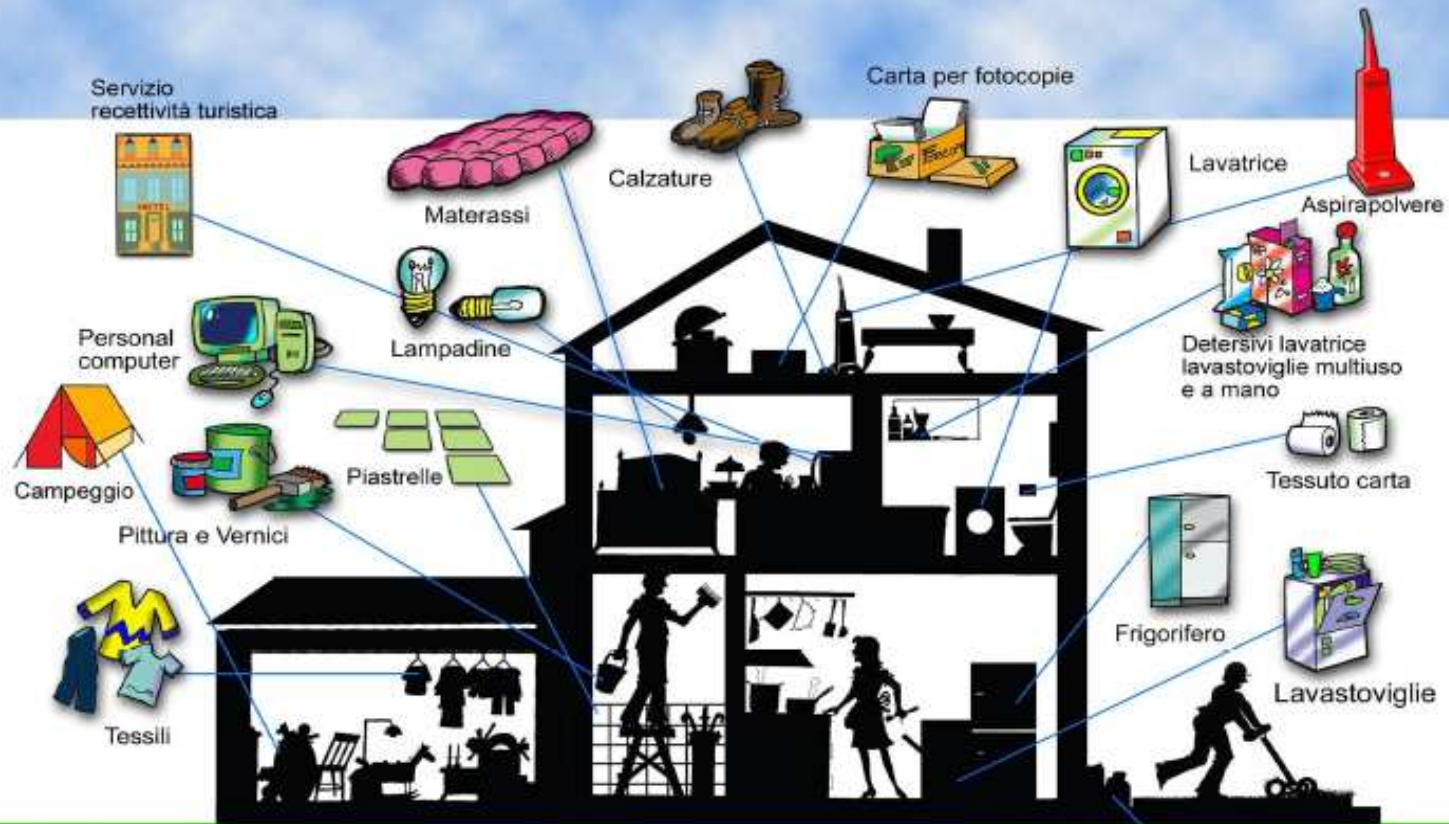 Servizio
recettività turistica
Carta per fotocopie
Calzature
Lavatrice
Materassi
Aspirapolvere
HOTEL
Personal
computer
Lampadine
Detersivi lavatrice
lavastoviglie multiuso
e a mano
Campeggio
Piastrelle
Tessuto carta
Pittura e Vernici
Frigorifero
Lavastoviglie
Tessili